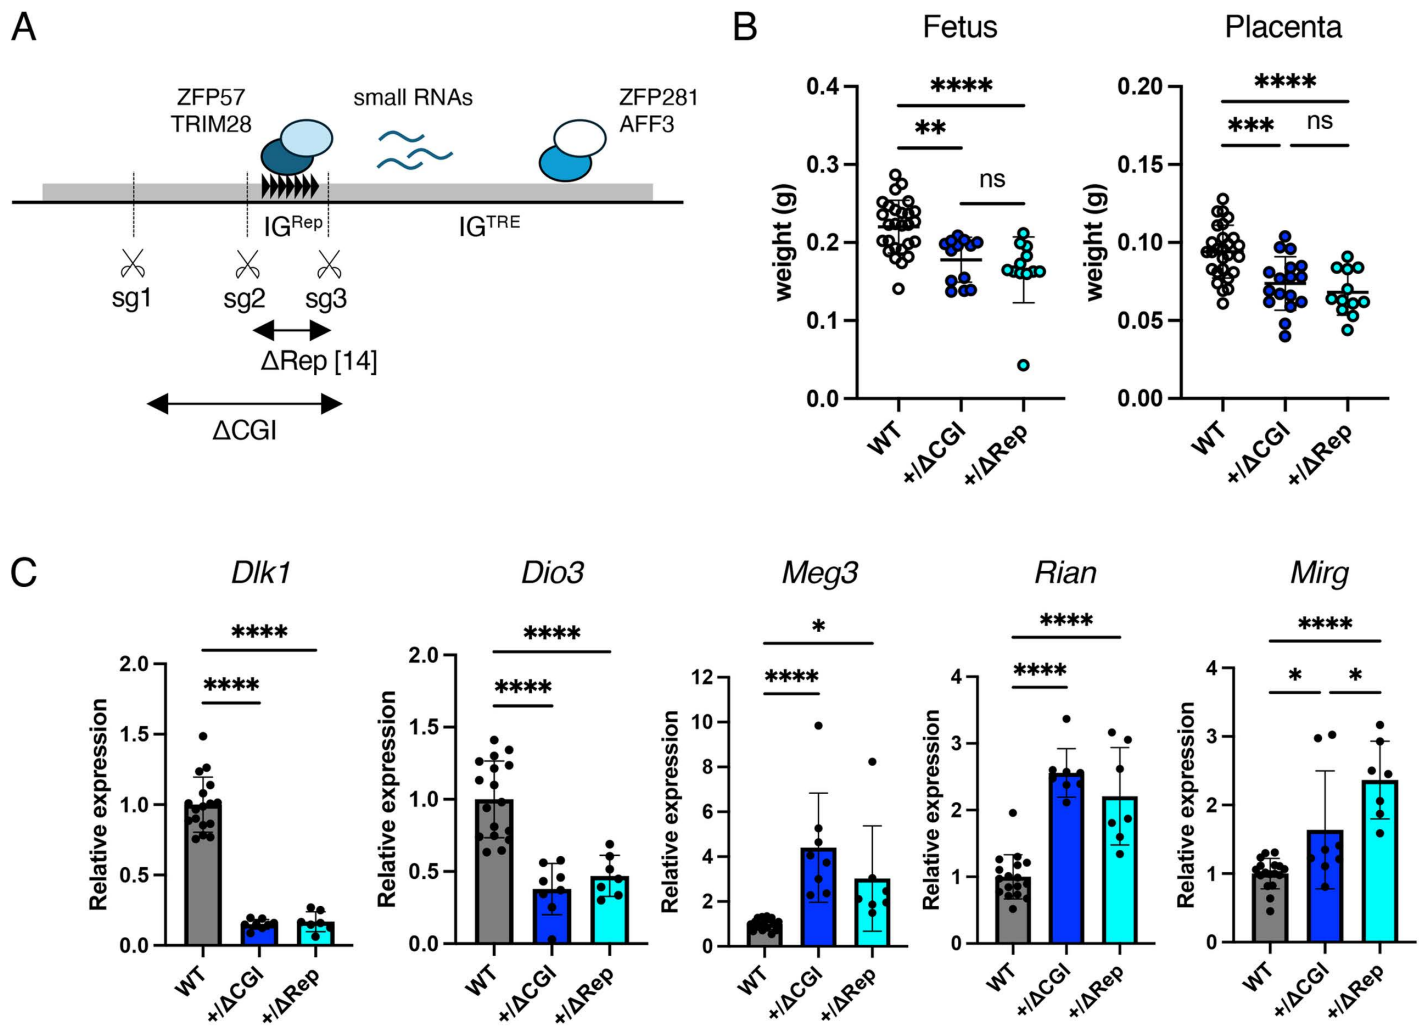 A
ZFP57
TRIM28
small RNAs
ZFP281
AFF3
IGRep
IGTRE
sg1
sg2
sg3
ΔRep [14]
ΔCGI
B
Fetus
Placenta
weight (g)
0.4
0.3
0.2
0.1
0.0
****
**
ns
WT
+/ΔCGI
+/ΔRep
weight (g)
0.20
0.15
0.10
0.05
0.00
****
***
ns
WT
+/ΔCGI
+/ΔRep
C
Dlk1
Relative expression
2.0
1.5
1.0
0.5
0.0
****
****
WT
+/ΔCGI
+/ΔRep
Dio3
Relative expression
2.0
1.5
1.0
0.5
0.0
****
****
WT
+/ΔCGI
+/ΔRep
Meg3
Relative expression
12
10
8
6
4
2
0
*
****
WT
+/ΔCGI
+/ΔRep
Rian
Relative expression
4
3
2
1
0
****
****
WT
+/ΔCGI
+/ΔRep
Mirg
Relative expression
4
3
2
1
0
****
*
*
WT
+/ΔCGI
+/ΔRep